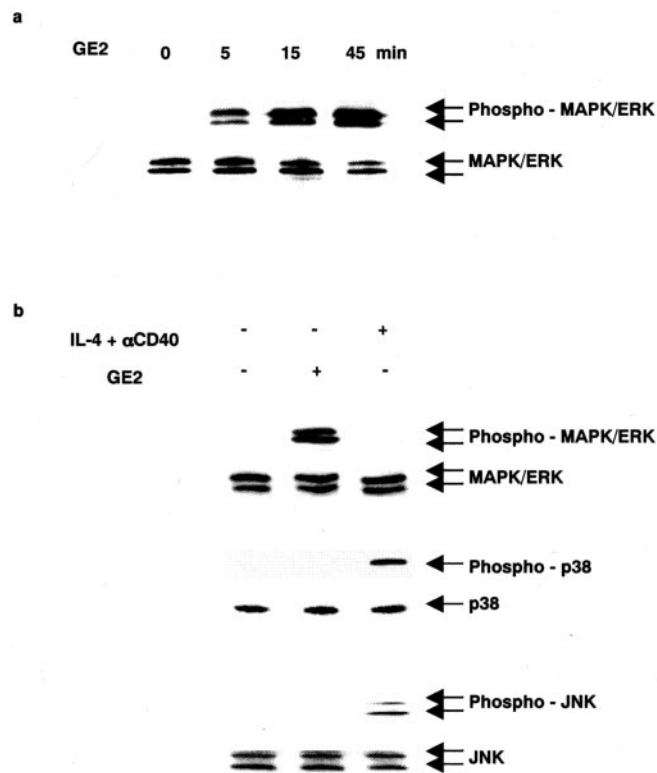 a
GE2 0 5 15 45 min
Phospho - MAPK/ERK
MAPK/ERK
b
IL-4 + αCD40 - - +
GE2 - + -
Phospho - MAPK/ERK
MAPK/ERK
Phospho - p38
p38
Phospho - JNK
JNK